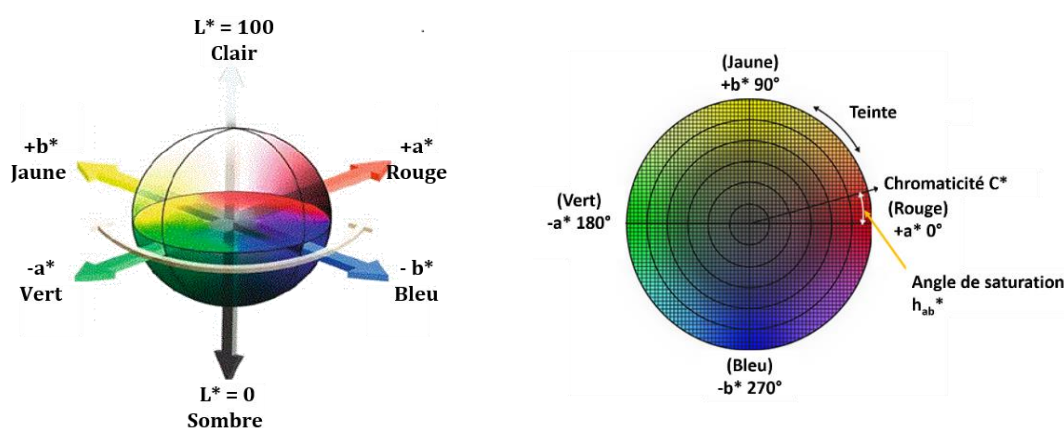 L* = 100
Clair
+b*
Jaune
+a*
Rouge
-a*
Vert
- b*
Bleu
L* = 0
Sombre
(Jaune)
+b* 90°
Teinte
Chromaticité C*
(Rouge)
+a* 0°
(Vert)
-a* 180°
Angle de saturation
hab*
(Bleu)
-b* 270°